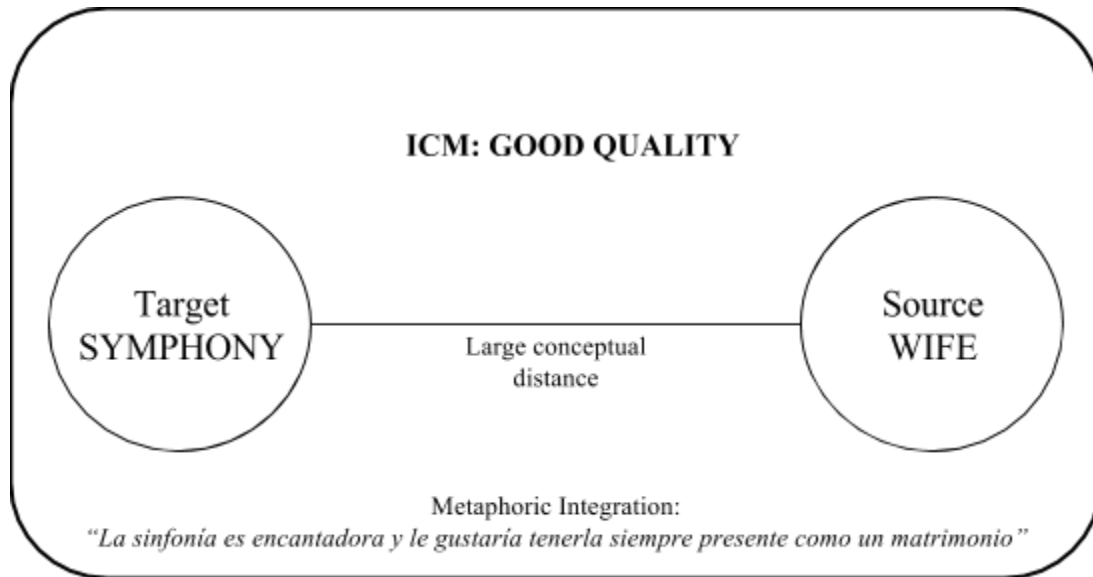 ICM: GOOD QUALITY
Target
SYMPHONY
Large conceptual
distance
Source
WIFE
Metaphoric Integration:
“La sinfonía es encantadora y le gustaría tenerla siempre presente como un matrimonio”